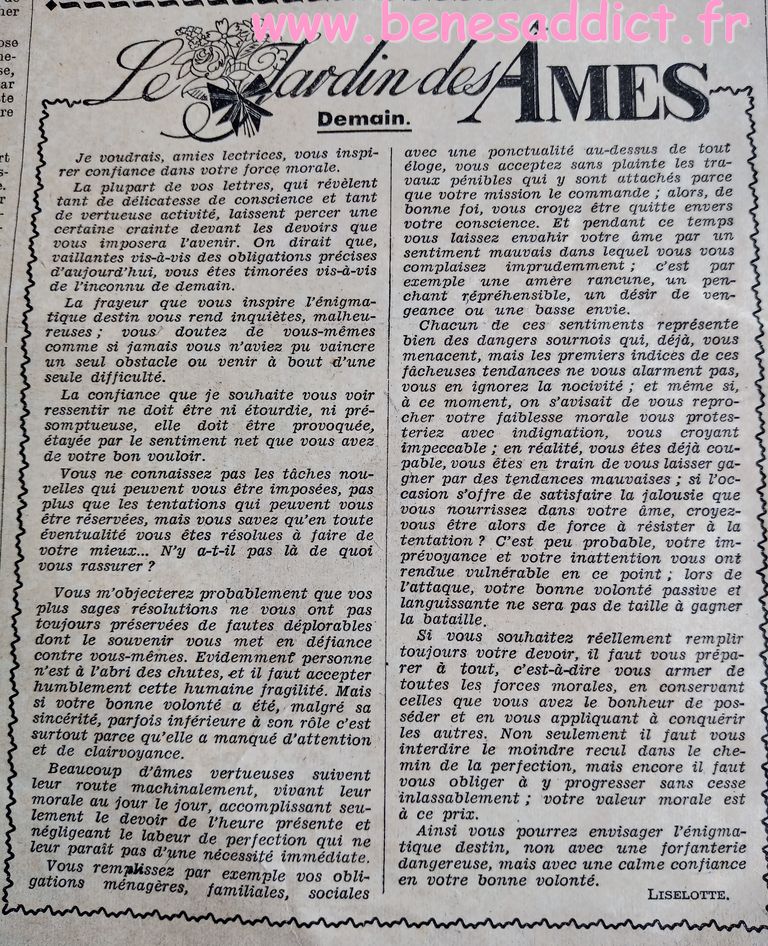 www.benesaddict.fr
Le Jardin des ÂMES
Demain.
Je voudrais, amies lectrices, vous inspi-
rer confiance dans votre force morale.
La plupart de vos lettres, qui révèlent
tant de délicatesse de conscience et tant
de vertueuse activité, laissent percer une
certaine crainte devant les devoirs que
vous imposera l'avenir. On dirait que,
vaillantes vis-à-vis des obligations précises
d'aujourd'hui, vous êtes timorées vis-à-vis
de l'inconnu de demain.
La frayeur que vous inspire l'énigma-
tique destin vous rend inquiètes, malheu-
reuses ; vous doutez de vous-mêmes
comme si jamais vous n'aviez pu vaincre
un seul obstacle ou venir à bout d'une
seule difficulté.
La confiance que je souhaite vous voir
ressentir ne doit être ni étourdie, ni pré-
somptueuse, elle doit être provoquée,
étayée par le sentiment net que vous avez
de votre bon vouloir.
Vous ne connaissez pas les tâches nou-
velles qui peuvent vous être imposées, pas
plus que les tentations qui peuvent vous
être réservées, mais vous savez qu'en toute
éventualité vous êtes résolues à faire de
votre mieux... N'y a-t-il pas là de quoi
vous rassurer ?
Vous m'objecterez probablement que vos
plus sages résolutions ne vous ont pas
toujours préservées de fautes déplorables
dont le souvenir vous met en défiance
contre vous-mêmes. Evidemment personne
n'est à l'abri des chutes, et il faut accepter
humblement cette humaine fragilité. Mais
si votre bonne volonté a été, malgré sa
sincérité, parfois inférieure à son rôle c'est
surtout parce qu'elle a manqué d'attention
et de clairvoyance.
Beaucoup d'âmes vertueuses suivent
leur route machinalement, vivant leur
morale au jour le jour, accomplissant seu-
lement le devoir de l'heure présente et
négligeant le labeur de perfection qui ne
leur paraît pas d'une nécessité immédiate.
Vous remplissez par exemple vos obli-
gations ménagères, familiales, sociales
avec une ponctualité au-dessus de tout
éloge, vous acceptez sans plainte les tra-
vaux pénibles qui y sont attachés parce
que votre mission le commande ; alors, de
bonne foi, vous croyez être quitte envers
votre conscience. Et pendant ce temps
vous laissez envahir votre âme par un
sentiment mauvais dans lequel vous vous
complaisez imprudemment ; c'est par
exemple une amère rancune, un pen-
chant répréhensible, un désir de ven-
geance ou une basse envie.
Chacun de ces sentiments représente
bien des dangers sournois qui, déjà, vous
menacent, mais les premiers indices de ces
fâcheuses tendances ne vous alarment pas,
vous en ignorez la nocivité ; et même si,
à ce moment, on s'avisait de vous repro-
cher votre faiblesse morale vous protes-
teriez avec indignation, vous croyant
impeccable ; en réalité, vous êtes déjà cou-
pable, vous êtes en train de vous laisser ga-
gner par des tendances mauvaises ; si l'oc-
casion s'offre de satisfaire la jalousie que
vous nourrissez dans votre âme, croyez-
vous être alors de force à résister à la
tentation ? C'est peu probable, votre im-
prévoyance et votre inattention vous ont
rendue vulnérable en ce point ; lors de
l'attaque, votre bonne volonté passive et
languissante ne sera pas de taille à gagner
la bataille.
Si vous souhaitez réellement remplir
toujours votre devoir, il faut vous prépa-
rer à tout, c'est-à-dire vous armer de
toutes les forces morales, en conservant
celles que vous avez le bonheur de pos-
séder et en vous appliquant à conquérir
les autres. Non seulement il faut vous
interdire le moindre recul dans le che-
min de la perfection, mais encore il faut
vous obliger à y progresser sans cesse
inlassablement ; votre valeur morale est
à ce prix.
Ainsi vous pourrez envisager l'énigma-
tique destin, non avec une forfanterie
dangereuse, mais avec une calme confiance
en votre bonne volonté.
LISELOTTE.